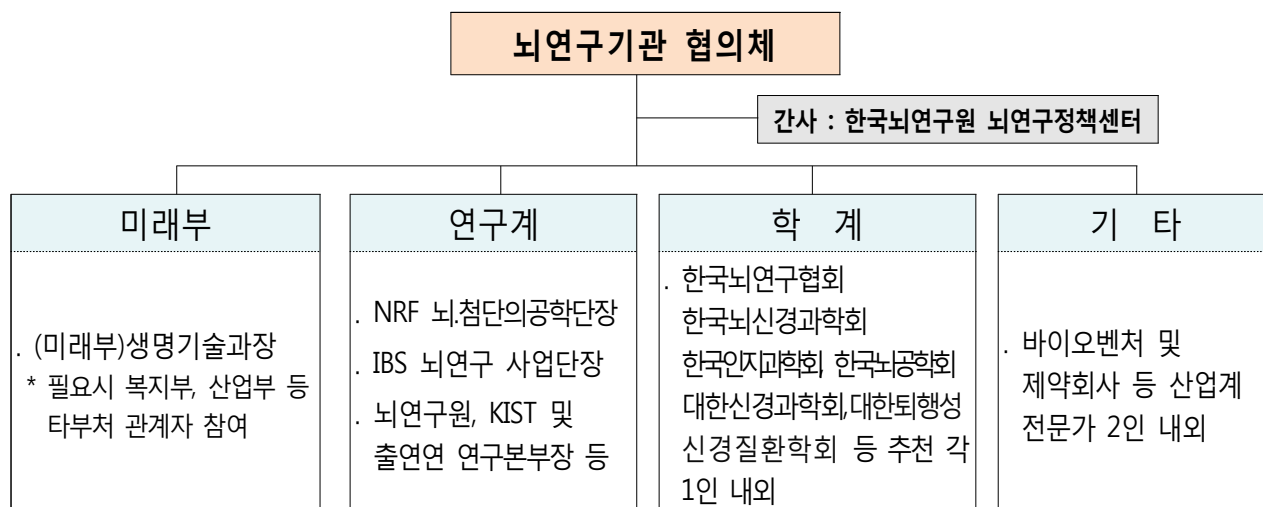 뇌연구기관 협의체
간사 : 한국뇌연구원 뇌연구정책센터
미래부
. (미래부)생명기술과장
* 필요시 복지부, 산업부 등
타부처 관계자 참여
연구계
. NRF 뇌.첨단의공학단장
. IBS 뇌연구 사업단장
. 뇌연구원, KIST 및
출연연 연구본부장 등
학 계
. 한국뇌연구협회
한국뇌신경과학회
한국인지과학회, 한국뇌공학회
대한신경과학회,대한퇴행성
신경질환학회 등 추천 각
1인 내외
기 타
. 바이오벤처 및
제약회사 등 산업계
전문가 2인 내외